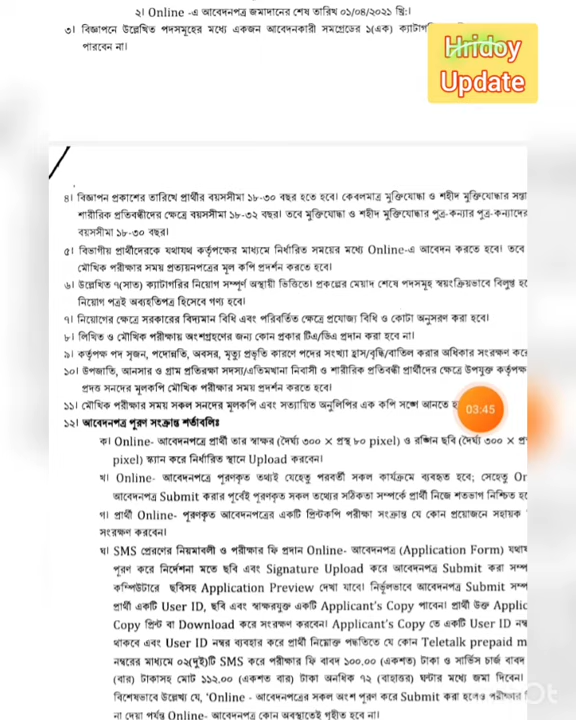 ২। Online -এ আবেদনপত্র জমাদানের শেষ তারিখ ০১/০৪/২০২১ খ্রি:।
৩। বিজ্ঞাপনে উল্লেখিত পদসমূহের মধ্যে একজন আবেদনকারী সমগ্রেডের ১(এক)
পারবেন না।
Hridoy
Update
৪। বিজ্ঞাপন প্রকাশের তারিখে প্রার্থীর বয়সসীমা ১৮-৩০ বছর হতে হবে। কেবলমাত্র মুক্তিযোদ্ধা ও শহীদ মুক্তিযোদ্ধার
শারীরিক প্রতিবন্ধীদের ক্ষেত্রে বয়সসীমা ১৮-৩২ বছর। তবে মুক্তিযোদ্ধা ও শহীদ মুক্তিযোদ্ধার পুত্র-কন্যার পুত্র-কন্যাদের
বয়সসীমা ১৮-৩০ বছর।
৫। বিভাগীয় প্রার্থীদেরকে যথাযথ কর্তৃপক্ষের মাধ্যমে নির্ধারিত সময়ের মধ্যে Online-এ আবেদন করতে হবে। তবে
মৌখিক পরীক্ষার সময় প্রত্যয়নপত্রের মূল কপি প্রদর্শন করতে হবে।
৬। উল্লেখিত ৭(সাত) ক্যাটাগরির নিয়োগ সম্পূর্ণ অস্থায়ী ভিত্তিতে। প্রকল্পের মেয়াদ শেষে পদসমূহ স্বয়ংক্রিয়ভাবে বিলুপ্ত
নিয়োগ পত্রই অব্যহতিপত্র হিসেবে গণ্য হবে।
৭। নিয়োগের ক্ষেত্রে সরকারের বিদ্যমান বিধি এবং পরিবর্তিত ক্ষেত্রে প্রযোজ্য বিধি ও কোটা অনুসরণ করা হবে।
৮। লিখিত ও মৌখিক পরীক্ষায় অংশগ্রহণের জন্য কোন প্রকার টিএ/ডিএ প্রদান করা হবে না।
৯। কর্তৃপক্ষ পদ সৃজন, পদোন্নতি, অবসর, মৃত্যু প্রভৃতি কারণে পদের সংখ্যা হ্রাস/বৃদ্ধি/বাতিল করার অধিকার সংরক্ষণ
১০। উপজাতি, আনসার ও গ্রাম প্রতিরক্ষা সদস্য/এতিমখানা নিবাসী ও শারীরিক প্রতিবন্ধী প্রার্থীদের ক্ষেত্রে উপযুক্ত
প্রদত্ত সনদের মূলকপি মৌখিক পরীক্ষার সময় প্রদর্শন করতে হবে।
১১। মৌখিক পরীক্ষার সময় সকল সনদের মূলকপি এবং সত্যায়িত অনুলিপির এক কপি সঙ্গে আনতে
03:45
১২। আবেদনপত্র পূরণ সংক্রান্ত শর্তাবলিঃ
ক। Online- আবেদনপত্রে প্রার্থী তার স্বাক্ষর (দৈর্ঘ্য ৩০০ × প্রস্থ ৮০ pixel) ও রঙ্গিন ছবি (দৈর্ঘ্য ৩০০ ×
pixel) স্ক্যান করে নির্ধারিত স্থানে Upload করবেন।
খ। Online- আবেদনপত্রে পূরণকৃত তথ্যই যেহেতু পরবর্তী সকল কার্যক্রমে ব্যবহৃত হবে; সেহেতু
আবেদনপত্র Submit করার পূর্বেই পূরণকৃত সকল তথ্যের সঠিকতা সম্পর্কে প্রার্থী নিজে শতভাগ নিশ্চিত
গ। প্রার্থী Online- পূরণকৃত আবেদনপত্রের একটি প্রিন্টকপি পরীক্ষা সংক্রান্ত যে কোন প্রয়োজনে সহায়ক
সংরক্ষণ করবেন।
ঘ। SMS প্রেরণের নিয়মাবলী ও পরীক্ষার ফি প্রদান Online- আবেদনপত্র (Application Form)
পূরণ করে নির্দেশনা মতে ছবি এবং Signature Upload করে আবেদনপত্র Submit করা
কম্পিউটারে ছবিসহ Application Preview দেখা যাবে। নির্ভুলভাবে আবেদনপত্র Submit
প্রার্থী একটি User ID, ছবি এবং স্বাক্ষরযুক্ত একটি Applicant's Copy পাবেন। প্রার্থী উক্ত
Copy প্রিন্ট বা Download করে সংরক্ষণ করবেন। Applicant's Copy তে একটি User ID
থাকবে এবং User ID নম্বর ব্যবহার করে প্রার্থী নিম্নোক্ত পদ্ধতিতে যে কোন Teletalk prepaid
নম্বরের মাধ্যমে ০২(দুই)টি SMS করে পরীক্ষার ফি বাবদ ১০০.০০ (একশত) টাকা ও সার্ভিস চার্জ বাবদ
(বার) টাকাসহ মোট ১১২.০০ (একশত বার) টাকা অনধিক ৭২ (বাহাত্তর) ঘণ্টার মধ্যে জমা দিবেন।
বিশেষভাবে উল্লেখ্য যে, 'Online - আবেদনপত্রের সকল অংশ পূরণ করে Submit করা হলেও পরীক্ষার
না দেয়া পর্যন্ত Online- আবেদনপত্র কোন অবস্থাতেই গৃহীত হবে না।